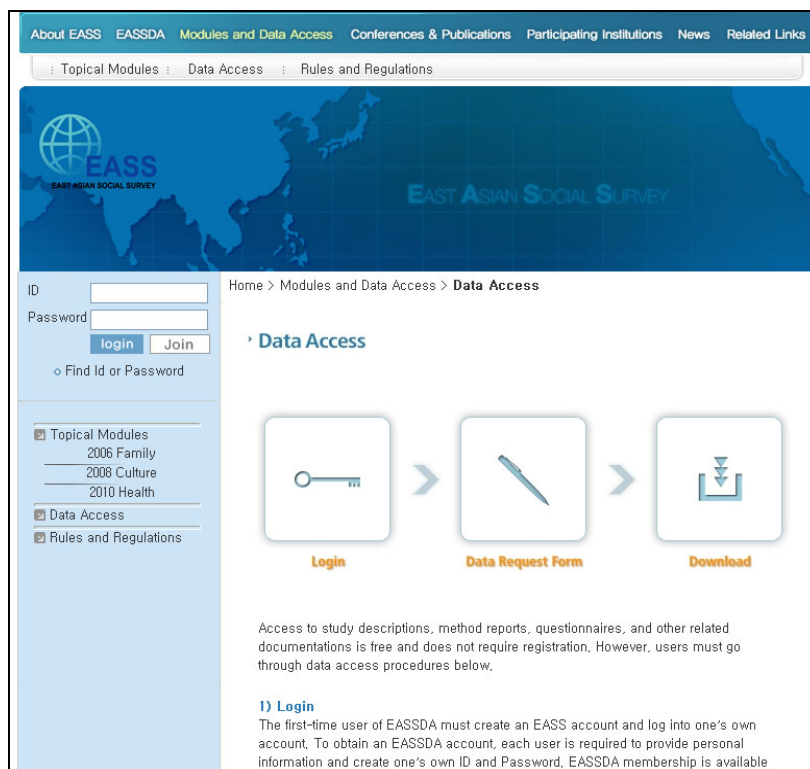 About EASS EASSDA Modules and Data Access Conferences & Publications Participating Institutions News Related Links
: Topical Modules : Data Access : Rules and Regulations
EASS
EAST ASIAN SOCIAL SURVEY
EAST ASIAN SOCIAL SURVEY
ID
Password
login Join
Find Id or Password
Topical Modules
2006 Family
2008 Culture
2010 Health
Data Access
Rules and Regulations
Home > Modules and Data Access > Data Access
Data Access
Login Data Request Form Download
Access to study descriptions, method reports, questionnaires, and other related
documentations is free and does not require registration. However, users must go
through data access procedures below.
1) Login
The first-time user of EASSDA must create an EASS account and log into one's own
account. To obtain an EASSDA account, each user is required to provide personal
information and create one's own ID and Password. EASSDA membership is available